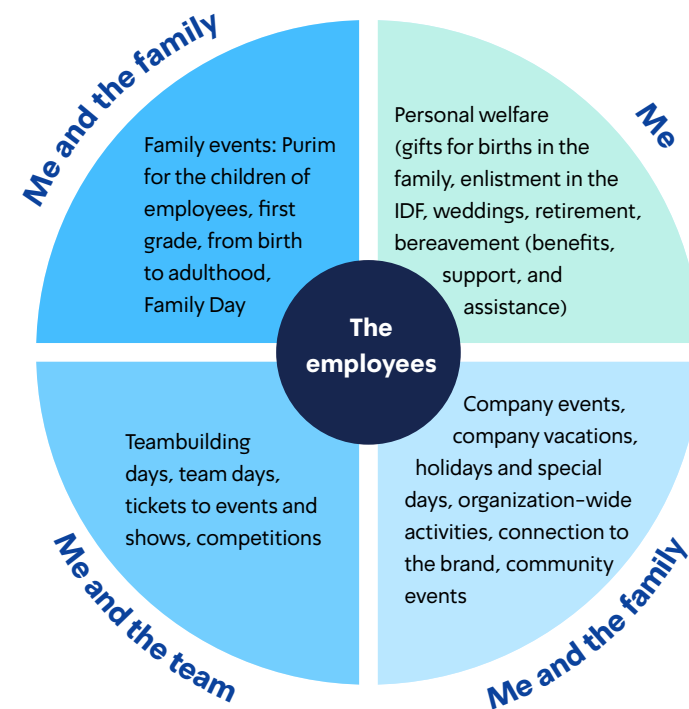 Me and the family
Family events: Purim
for the children of
employees, first
grade, from birth
to adulthood,
Family Day
Me
Personal welfare
(gifts for births in the
family, enlistment in the
IDF, weddings, retirement,
bereavement (benefits,
support, and
assistance)
The
employees
Teambuilding
days, team days,
tickets to events and
shows, competitions
Me and the team
Company events,
company vacations,
holidays and special
days, organization-wide
activities, connection to
the brand, community
events
Me and the family